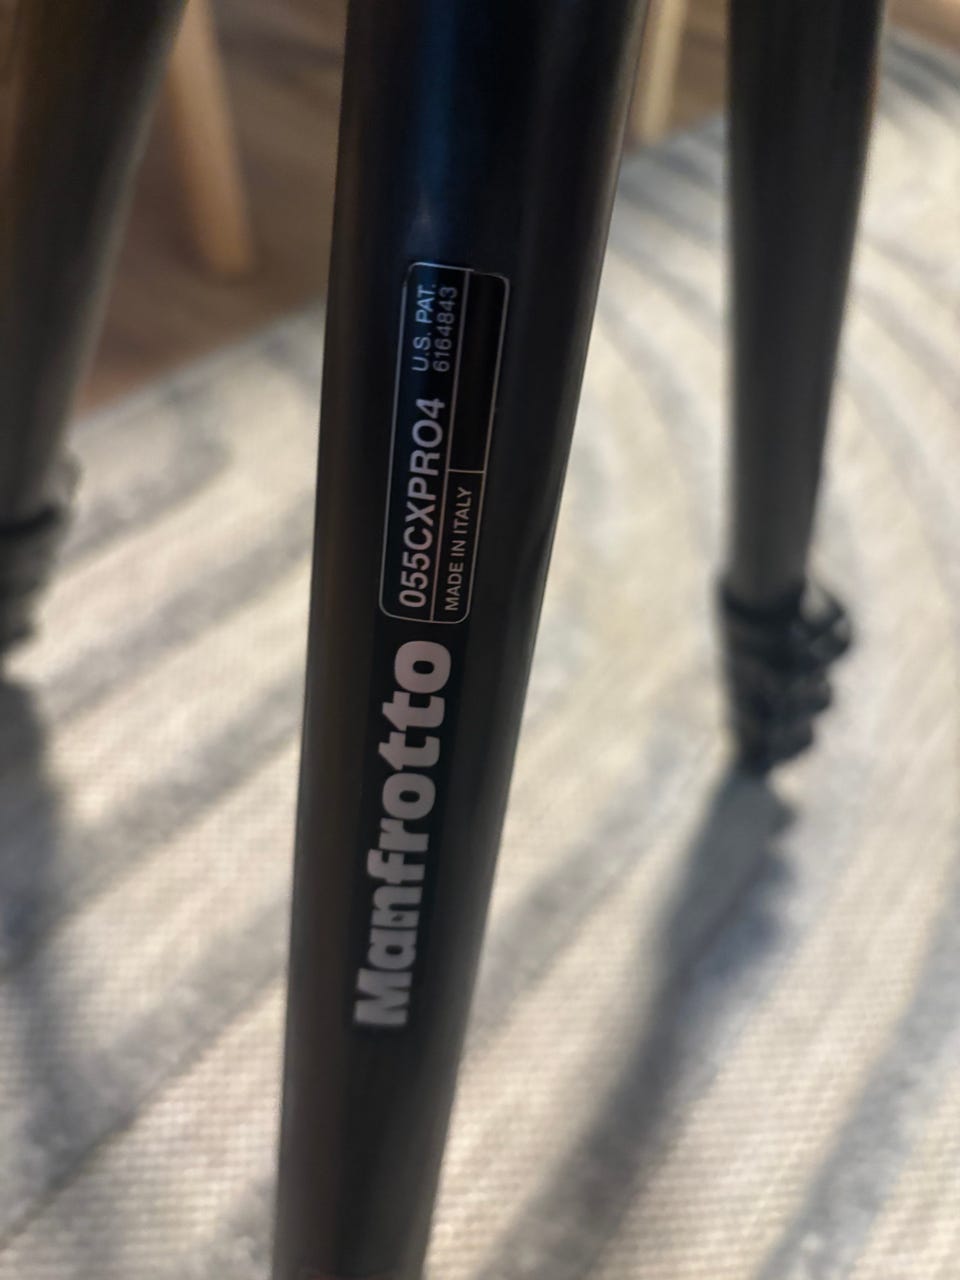 Manfrotto
055CXPRO4
U.S. PAT.
6164843
MADE IN ITALY